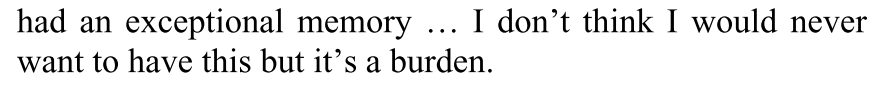 had an exceptional memory … I don’t think I would never
want to have this but it’s a burden.